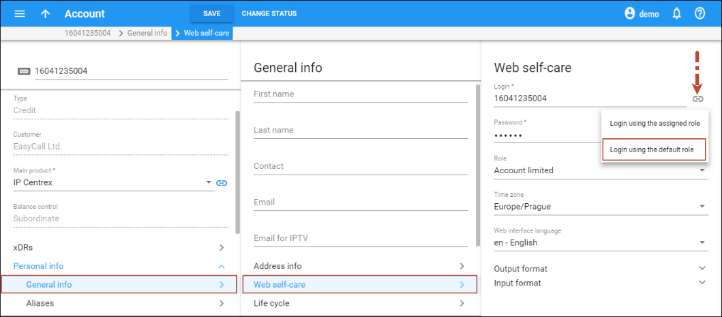 Account
SAVE
CHANGE STATUS
demo
16041235004
General info
Web self-care
16041235004
Type
Credit
Customer
EasyCall Ltd.
Main product *
IP Centrex
Balance control
Subordinate
xDRs
Personal info
General info
Aliases
General info
First name
Last name
Contact
Email
Email for IPTV
Address info
Web self-care
Life cycle
Web self-care
Login *
16041235004
Login using the assigned role
Login using the default role
Password *
••••••
Role
Account limited
Time zone
Europe/Prague
Web interface language
en - English
Output format
Input format